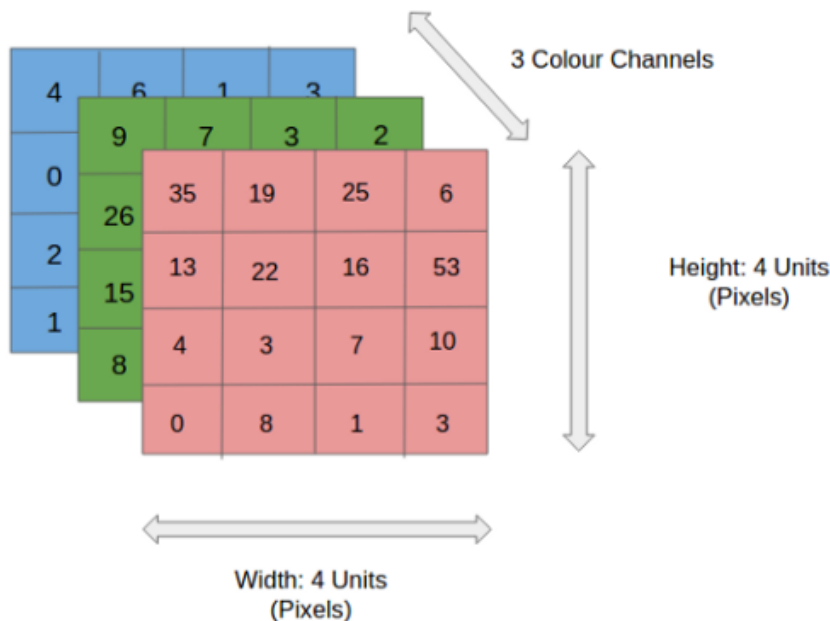 4 6 1 3
9 7 3 2
35 19 25 6
0
26
13 22 16 53
2
15
4 3 7 10
1
8
0 8 1 3
3 Colour Channels
Height: 4 Units
(Pixels)
Width: 4 Units
(Pixels)